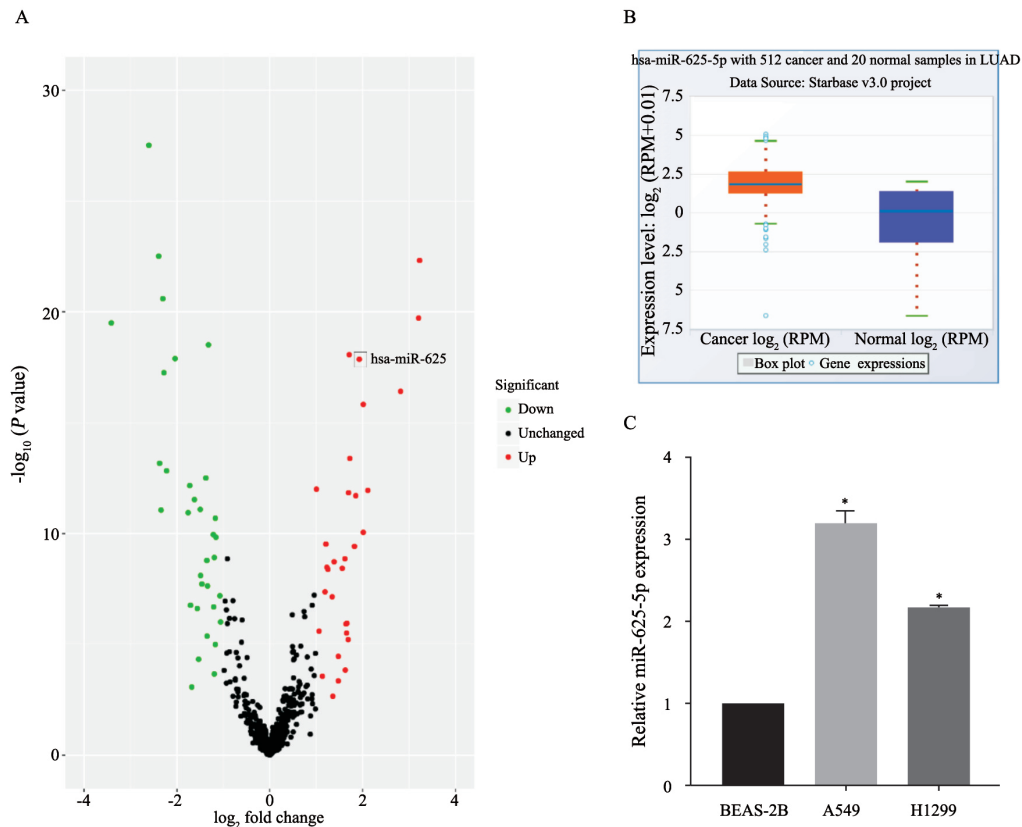 A
30
20
10
0
-4
-2
0
2
4
-log10 (P value)
log, fold change
hsa-miR-625
Significant
Down
Unchanged
Up
B
hsa-miR-625-5p with 512 cancer and 20 normal samples in LUAD
Data Source: Starbase v3.0 project
Expression level: log2 (RPM+0.01)
7.5
5
2.5
0
2.5
5
7.5
Cancer log2 (RPM)
Normal log2 (RPM)
Box plot
Gene expressions
C
Relative miR-625-5p expression
4
3
2
1
0
*
*
BEAS-2B
A549
H1299